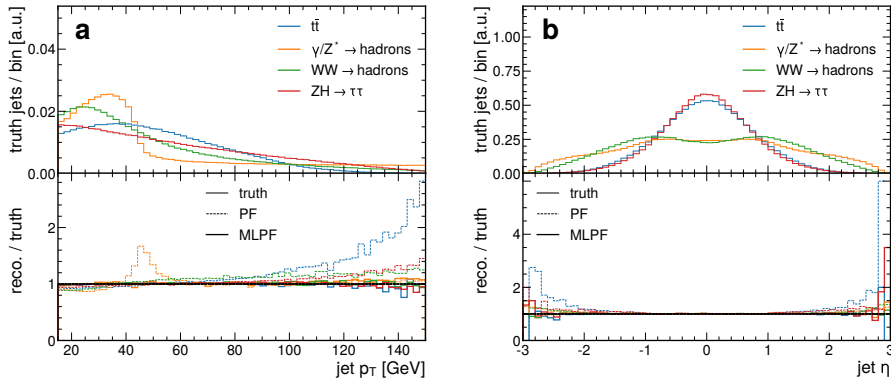 a
truth jets / bin [a.u.]
0.04
0.02
0.00
tt̄
γ/Z* → hadrons
WW → hadrons
ZH → ττ
reco. / truth
2
1
0
truth
PF
MLPF
20 40 60 80 100 120 140
jet pT [GeV]
b
truth jets / bin [a.u.]
1.00
0.75
0.50
0.25
0.00
tt̄
γ/Z* → hadrons
WW → hadrons
ZH → ττ
reco. / truth
6
4
2
0
truth
PF
MLPF
-3 -2 -1 0 1 2 3
jet η